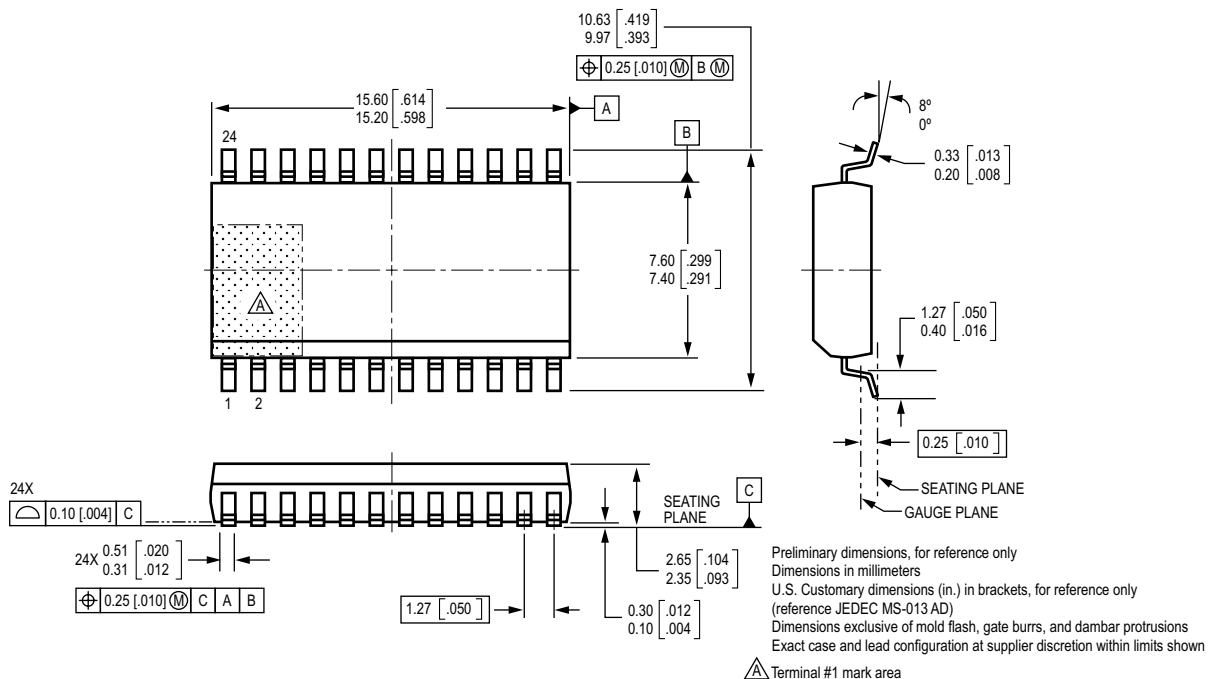 10.63 [.419]
9.97 [.393]
⌖ 0.25 [.010] Ⓜ B Ⓜ
15.60 [.614]
15.20 [.598]
A
24
B
8º
0º
0.33 [.013]
0.20 [.008]
7.60 [.299]
7.40 [.291]
A
1.27 [.050]
0.40 [.016]
1 2
0.25 [.010]
SEATING PLANE
GAUGE PLANE
24X
⌓ 0.10 [.004] C
SEATING
PLANE
C
24X 0.51 [.020]
0.31 [.012]
⌖ 0.25 [.010] Ⓜ C A B
1.27 [.050]
2.65 [.104]
2.35 [.093]
0.30 [.012]
0.10 [.004]
Preliminary dimensions, for reference only
Dimensions in millimeters
U.S. Customary dimensions (in.) in brackets, for reference only
(reference JEDEC MS-013 AD)
Dimensions exclusive of mold flash, gate burrs, and dambar protrusions
Exact case and lead configuration at supplier discretion within limits shown
A Terminal #1 mark area